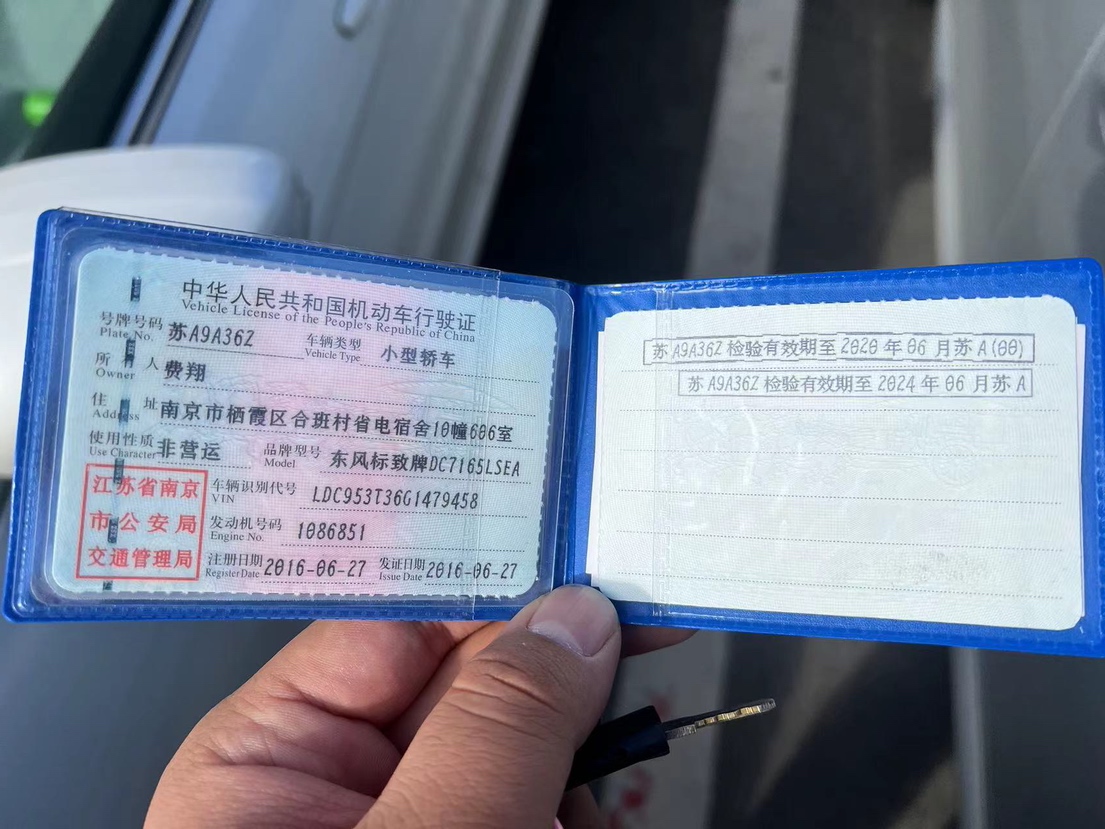 中华人民共和国机动车行驶证
Vehicle License of the People's Republic of China
号牌号码 苏A9A36Z 车辆类型 小型轿车
Plate No. Vehicle Type
所有人 费翔
Owner
住址 南京市栖霞区合班村省电宿舍10幢606室
Address
使用性质 非营运 品牌型号 东风标致牌DC7165LSEA
Use Character Model
江苏省南京
市公安局
交通管理局
车辆识别代号 LDC953T36G1479458
VIN
发动机号码 1086851
Engine No.
注册日期 2016-06-27 发证日期 2016-06-27
Register Date Issue Date
苏A9A36Z 检验有效期至 2020 年 06 月苏 A(00)
苏 A9A36Z 检验有效期至 2024 年 06 月苏 A